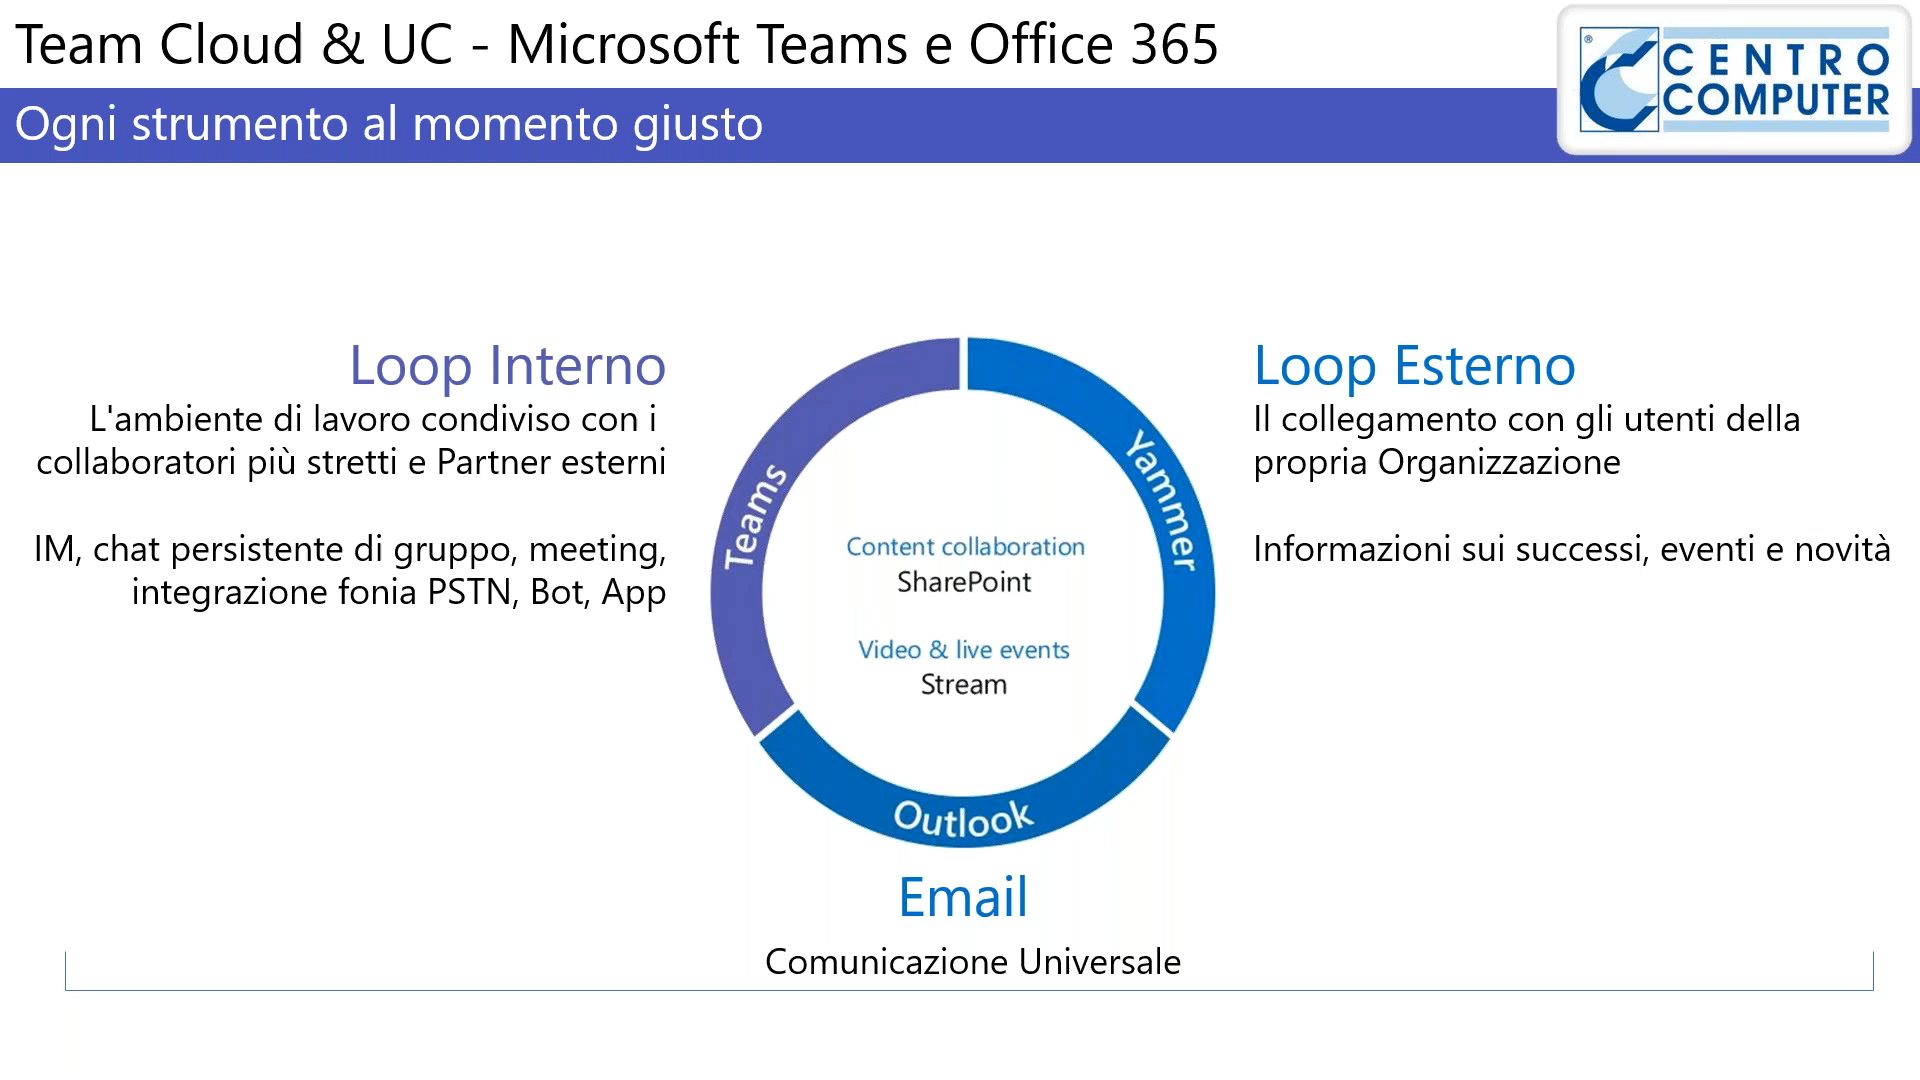 Team Cloud & UC - Microsoft Teams e Office 365
Ogni strumento al momento giusto
®
CENTRO
COMPUTER
Loop Interno
L'ambiente di lavoro condiviso con i
collaboratori più stretti e Partner esterni
IM, chat persistente di gruppo, meeting,
integrazione fonia PSTN, Bot, App
Teams
Yammer
Outlook
Content collaboration
SharePoint
Video & live events
Stream
Loop Esterno
Il collegamento con gli utenti della
propria Organizzazione
Informazioni sui successi, eventi e novità
Email
Comunicazione Universale